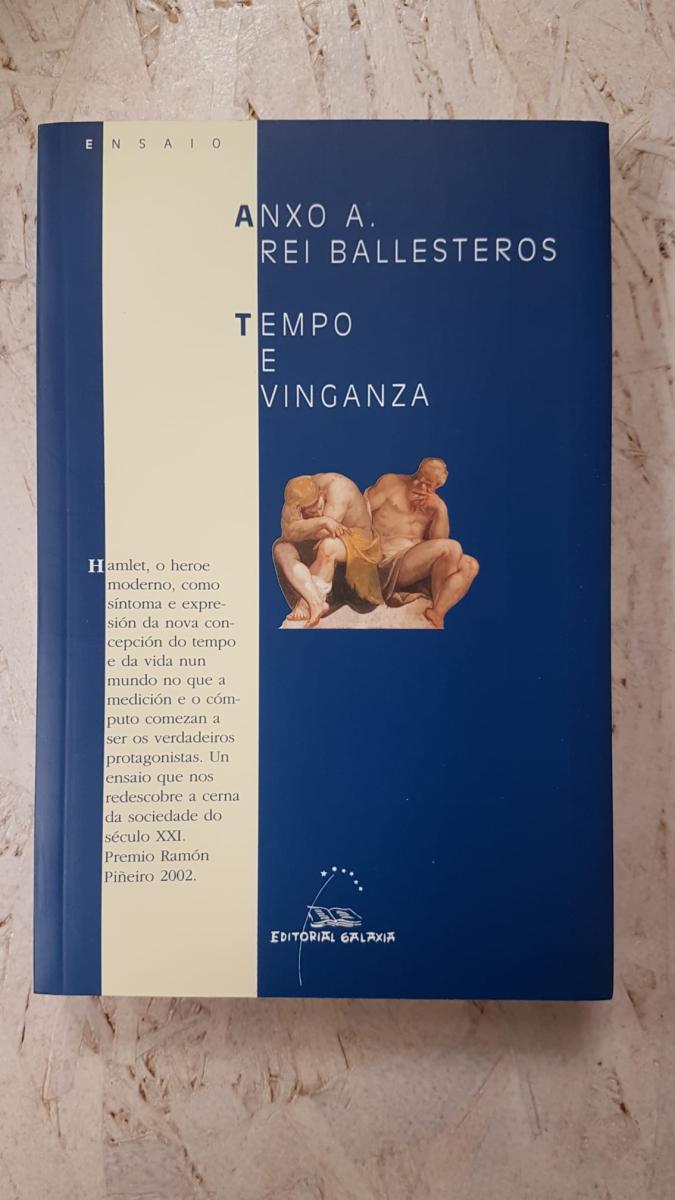 ENSAIO
ANXO A.
REI BALLESTEROS
TEMPO
E
VINGANZA
Hamlet, o heroe
moderno, como
síntoma e expre-
sión da nova con-
cepción do tempo
e da vida nun
mundo no que a
medición e o cóm-
puto comezan a
ser os verdadeiros
protagonistas. Un
ensaio que nos
redescobre a cerna
da sociedade do
século XXI.
Premio Ramón
Piñeiro 2002.
EDITORIAL GALAXIA